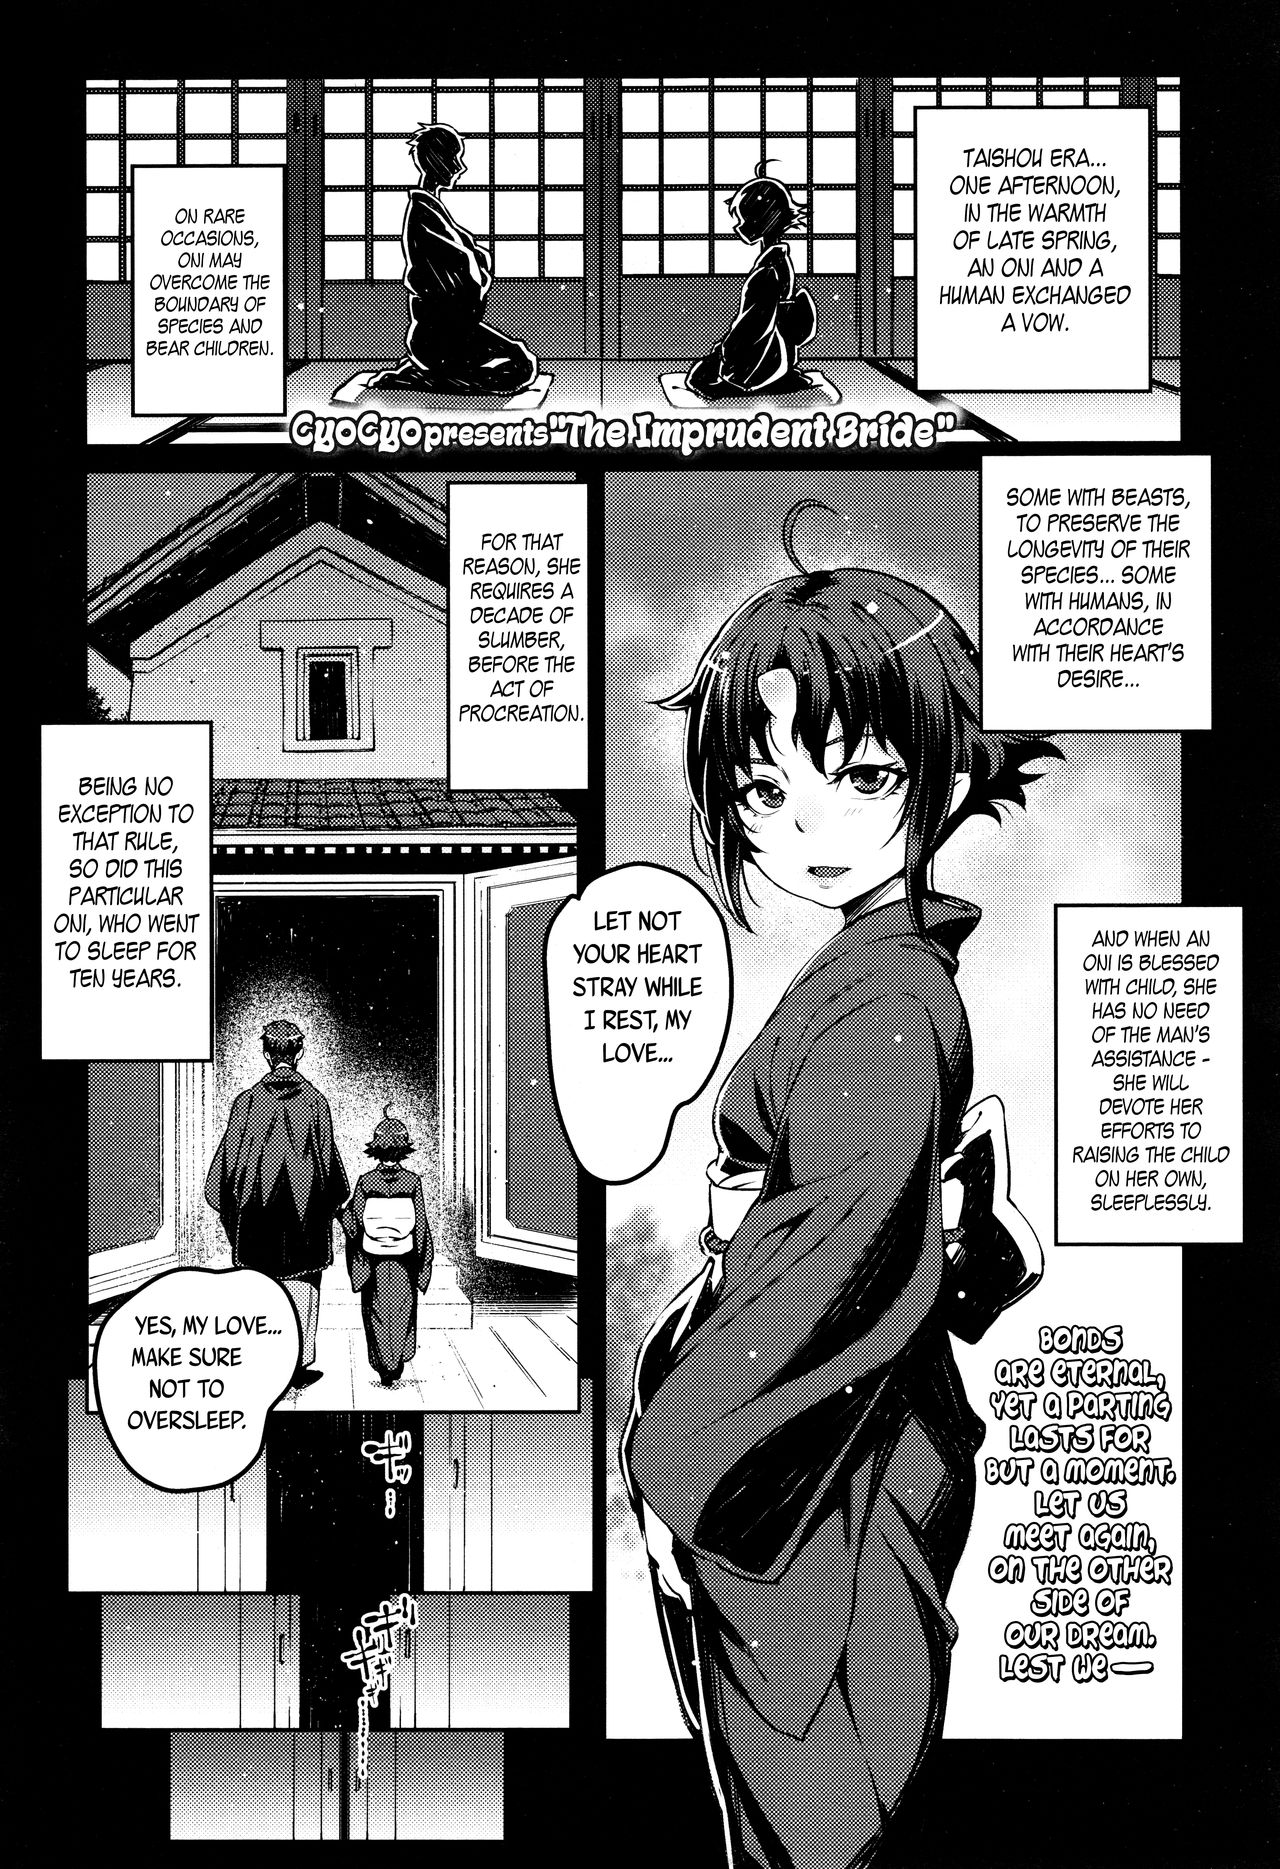 TAISHOU ERA...
ONE AFTERNOON,
IN THE WARMTH
OF LATE SPRING,
AN ONI AND A
HUMAN EXCHANGED
A VOW.
ON RARE
OCCASIONS,
ONI MAY
OVERCOME THE
BOUNDARY OF
SPECIES AND
BEAR CHILDREN.
CyoCyo presents "The Imprudent Bride"
SOME WITH BEASTS,
TO PRESERVE THE
LONGEVITY OF THEIR
SPECIES... SOME
WITH HUMANS, IN
ACCORDANCE
WITH THEIR HEART'S
DESIRE...
AND WHEN AN
ONI IS BLESSED
WITH CHILD, SHE
HAS NO NEED
OF THE MAN'S
ASSISTANCE -
SHE WILL
DEVOTE HER
EFFORTS TO
RAISING THE CHILD
ON HER OWN,
SLEEPLESSLY.
LET NOT
YOUR HEART
STRAY WHILE
I REST, MY
LOVE...
BONDS
ARE ETERNAL,
YET A PARTING
LASTS FOR
BUT A MOMENT.
LET US
MEET AGAIN,
ON THE OTHER
SIDE OF
OUR DREAM.
LEST WE—
FOR THAT
REASON, SHE
REQUIRES A
DECADE OF
SLUMBER,
BEFORE THE
ACT OF
PROCREATION.
BEING NO
EXCEPTION TO
THAT RULE,
SO DID THIS
PARTICULAR
ONI, WHO WENT
TO SLEEP FOR
TEN YEARS.
YES, MY LOVE...
MAKE SURE
NOT TO
OVERSLEEP.